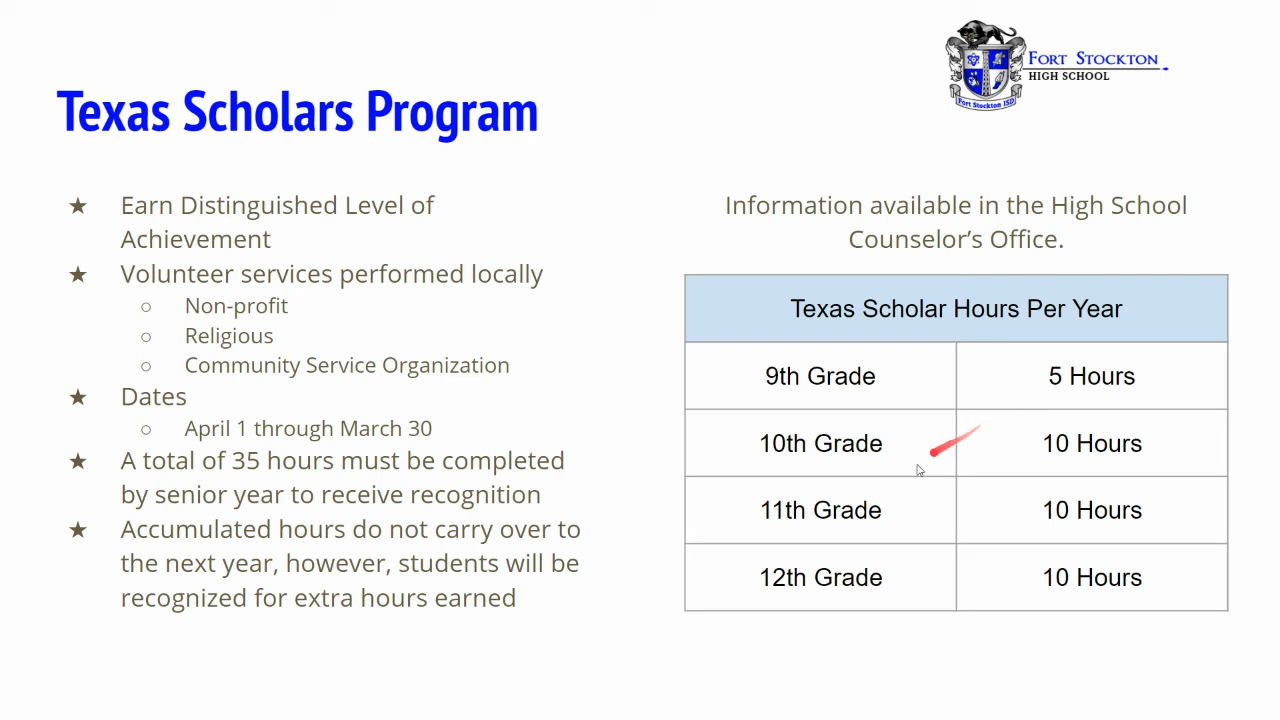 FORT STOCKTON
HIGH SCHOOL
Fort Stockton ISD
Texas Scholars Program
★ Earn Distinguished Level of
Achievement
★ Volunteer services performed locally
○ Non-profit
○ Religious
○ Community Service Organization
★ Dates
○ April 1 through March 30
★ A total of 35 hours must be completed
by senior year to receive recognition
★ Accumulated hours do not carry over to
the next year, however, students will be
recognized for extra hours earned
Information available in the High School
Counselor’s Office.
Texas Scholar Hours Per Year
9th Grade 5 Hours
10th Grade 10 Hours
11th Grade 10 Hours
12th Grade 10 Hours